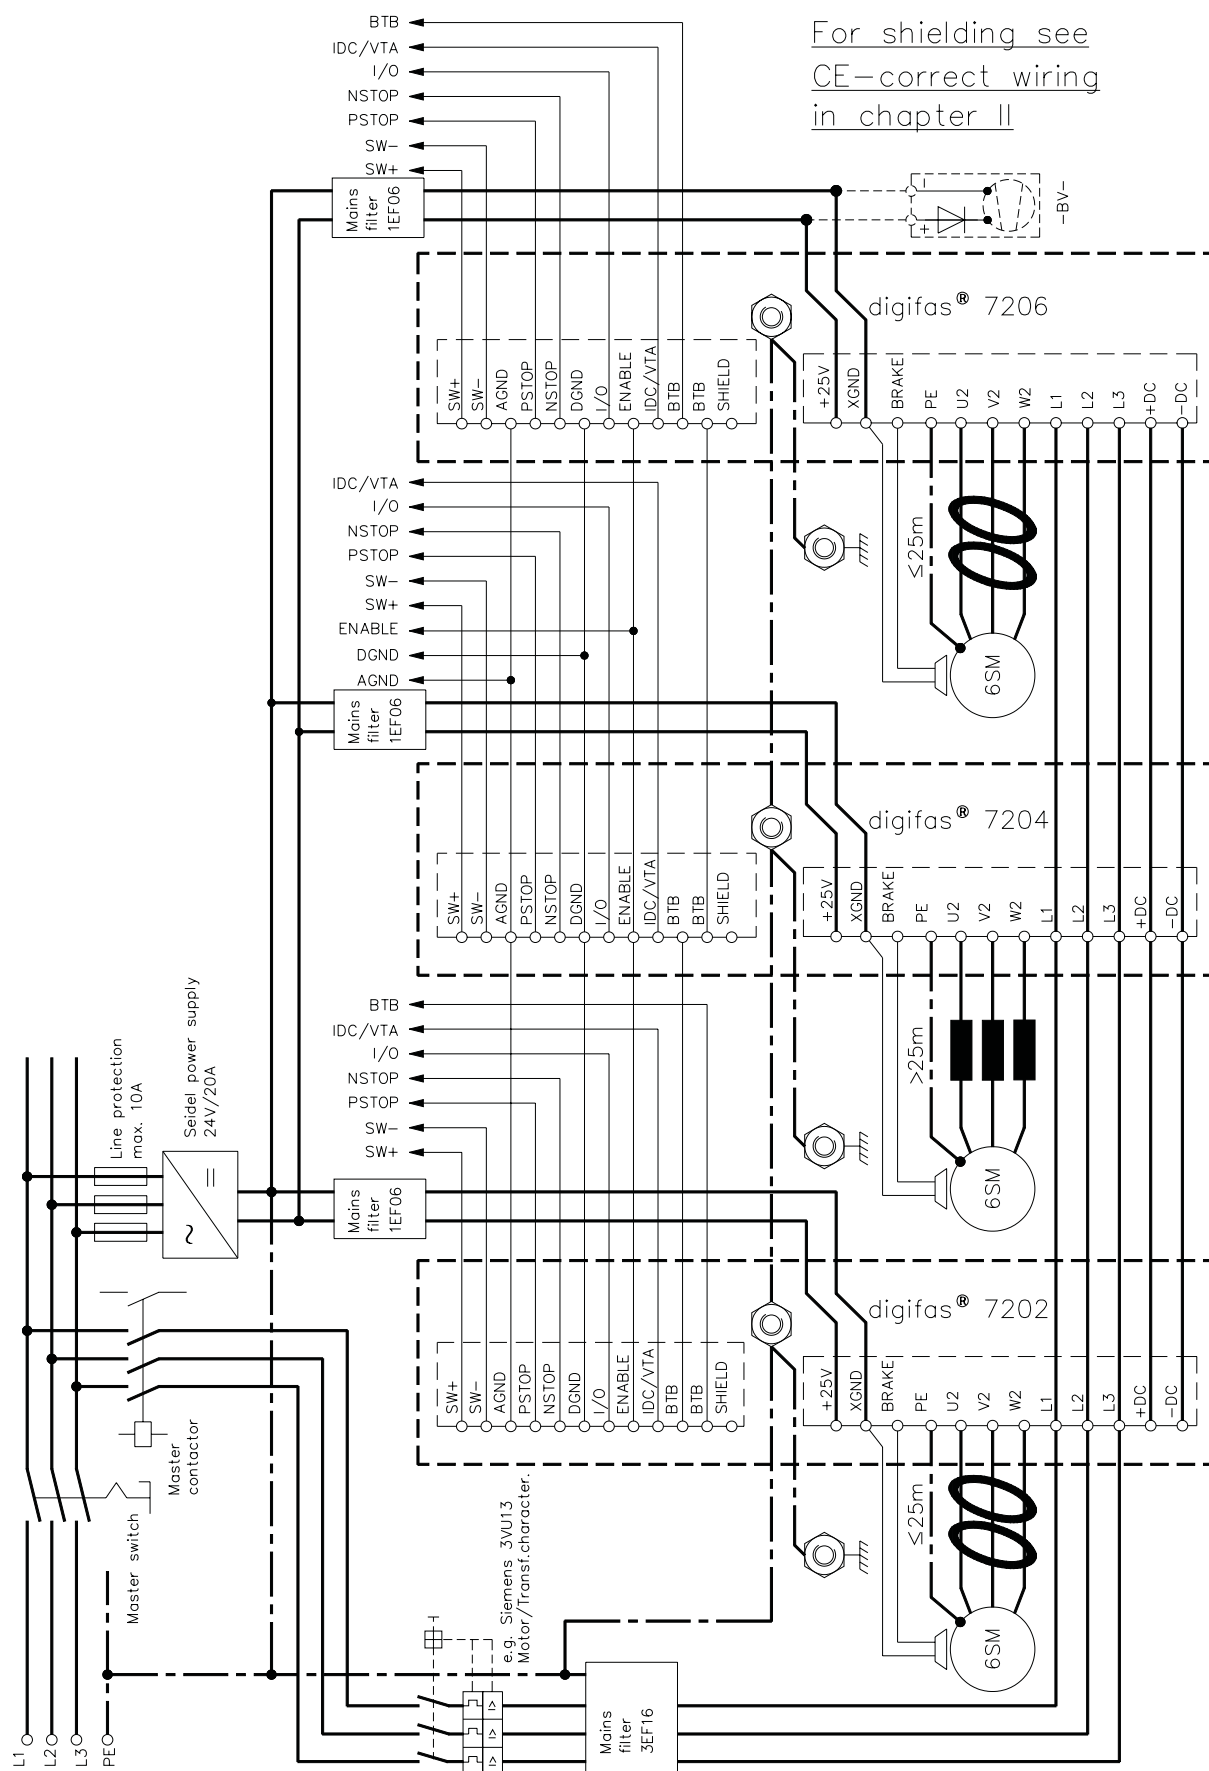 BTB
IDC/VTA
I/O
NSTOP
PSTOP
SW-
SW+
For shielding see
CE-correct wiring
in chapter II
Mains
filter
1EF06
-
+
-BV-
digifas® 7206
SW+
SW-
AGND
PSTOP
NSTOP
DGND
I/O
ENABLE
IDC/VTA
BTB
BTB
SHIELD
+25V
XGND
BRAKE
PE
U2
V2
W2
L1
L2
L3
+DC
-DC
IDC/VTA
I/O
NSTOP
PSTOP
SW-
SW+
ENABLE
DGND
AGND
≤25m
6SM
Mains
filter
1EF06
digifas® 7204
SW+
SW-
AGND
PSTOP
NSTOP
DGND
I/O
ENABLE
IDC/VTA
BTB
BTB
SHIELD
+25V
XGND
BRAKE
PE
U2
V2
W2
L1
L2
L3
+DC
-DC
BTB
IDC/VTA
I/O
NSTOP
PSTOP
SW-
SW+
>25m
6SM
Line protection
max. 10A
Seidel power supply
24V/20A
=
~
Mains
filter
1EF06
digifas® 7202
SW+
SW-
AGND
PSTOP
NSTOP
DGND
I/O
ENABLE
IDC/VTA
BTB
BTB
SHIELD
+25V
XGND
BRAKE
PE
U2
V2
W2
L1
L2
L3
+DC
-DC
Master
contactor
Master switch
e.g. Siemens 3VU13
Motor/Transf.character.
≤25m
6SM
I>
I>
I>
Mains
filter
3EF16
L1
L2
L3
PE